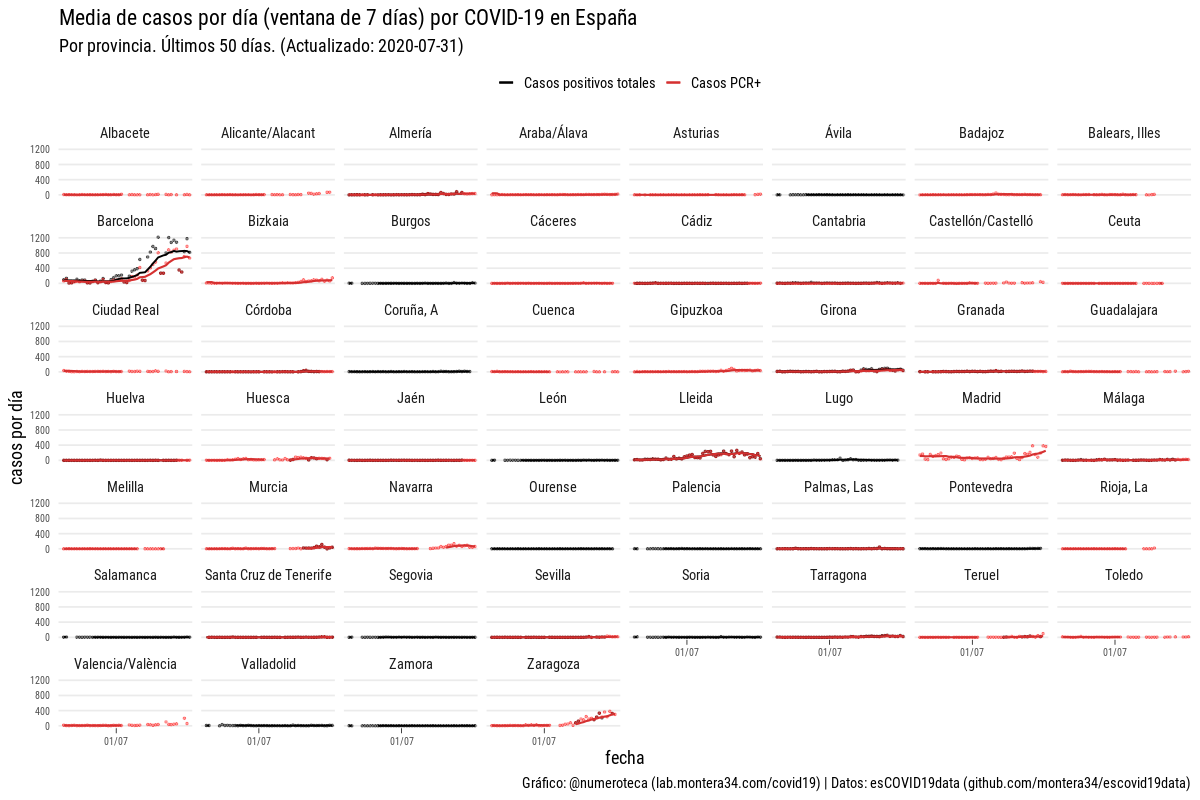 Media de casos por día (ventana de 7 días) por COVID-19 en España
Por provincia. Últimos 50 días. (Actualizado: 2020-07-31)
Casos positivos totales Casos PCR+
Albacete Alicante/Alacant Almería Araba/Álava Asturias Ávila Badajoz Balears, Illes
1200
800
400
0
Barcelona Bizkaia Burgos Cáceres Cádiz Cantabria Castellón/Castelló Ceuta
1200
800
400
0
Ciudad Real Córdoba Coruña, A Cuenca Gipuzkoa Girona Granada Guadalajara
1200
800
400
0
casos por día
Huelva Huesca Jaén León Lleida Lugo Madrid Málaga
1200
800
400
0
Melilla Murcia Navarra Ourense Palencia Palmas, Las Pontevedra Rioja, La
1200
800
400
0
Salamanca Santa Cruz de Tenerife Segovia Sevilla Soria Tarragona Teruel Toledo
1200
800
400
0
01/07 01/07 01/07 01/07
Valencia/València Valladolid Zamora Zaragoza
1200
800
400
0
01/07 01/07 01/07 01/07
fecha
Gráfico: @numeroteca (lab.montera34.com/covid19) | Datos: esCOVID19data (github.com/montera34/escovid19data)